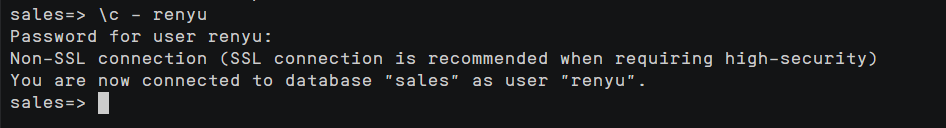 sales=> \c - renyu
Password for user renyu:
Non-SSL connection (SSL connection is recommended when requiring high-security)
You are now connected to database "sales" as user "renyu".
sales=>